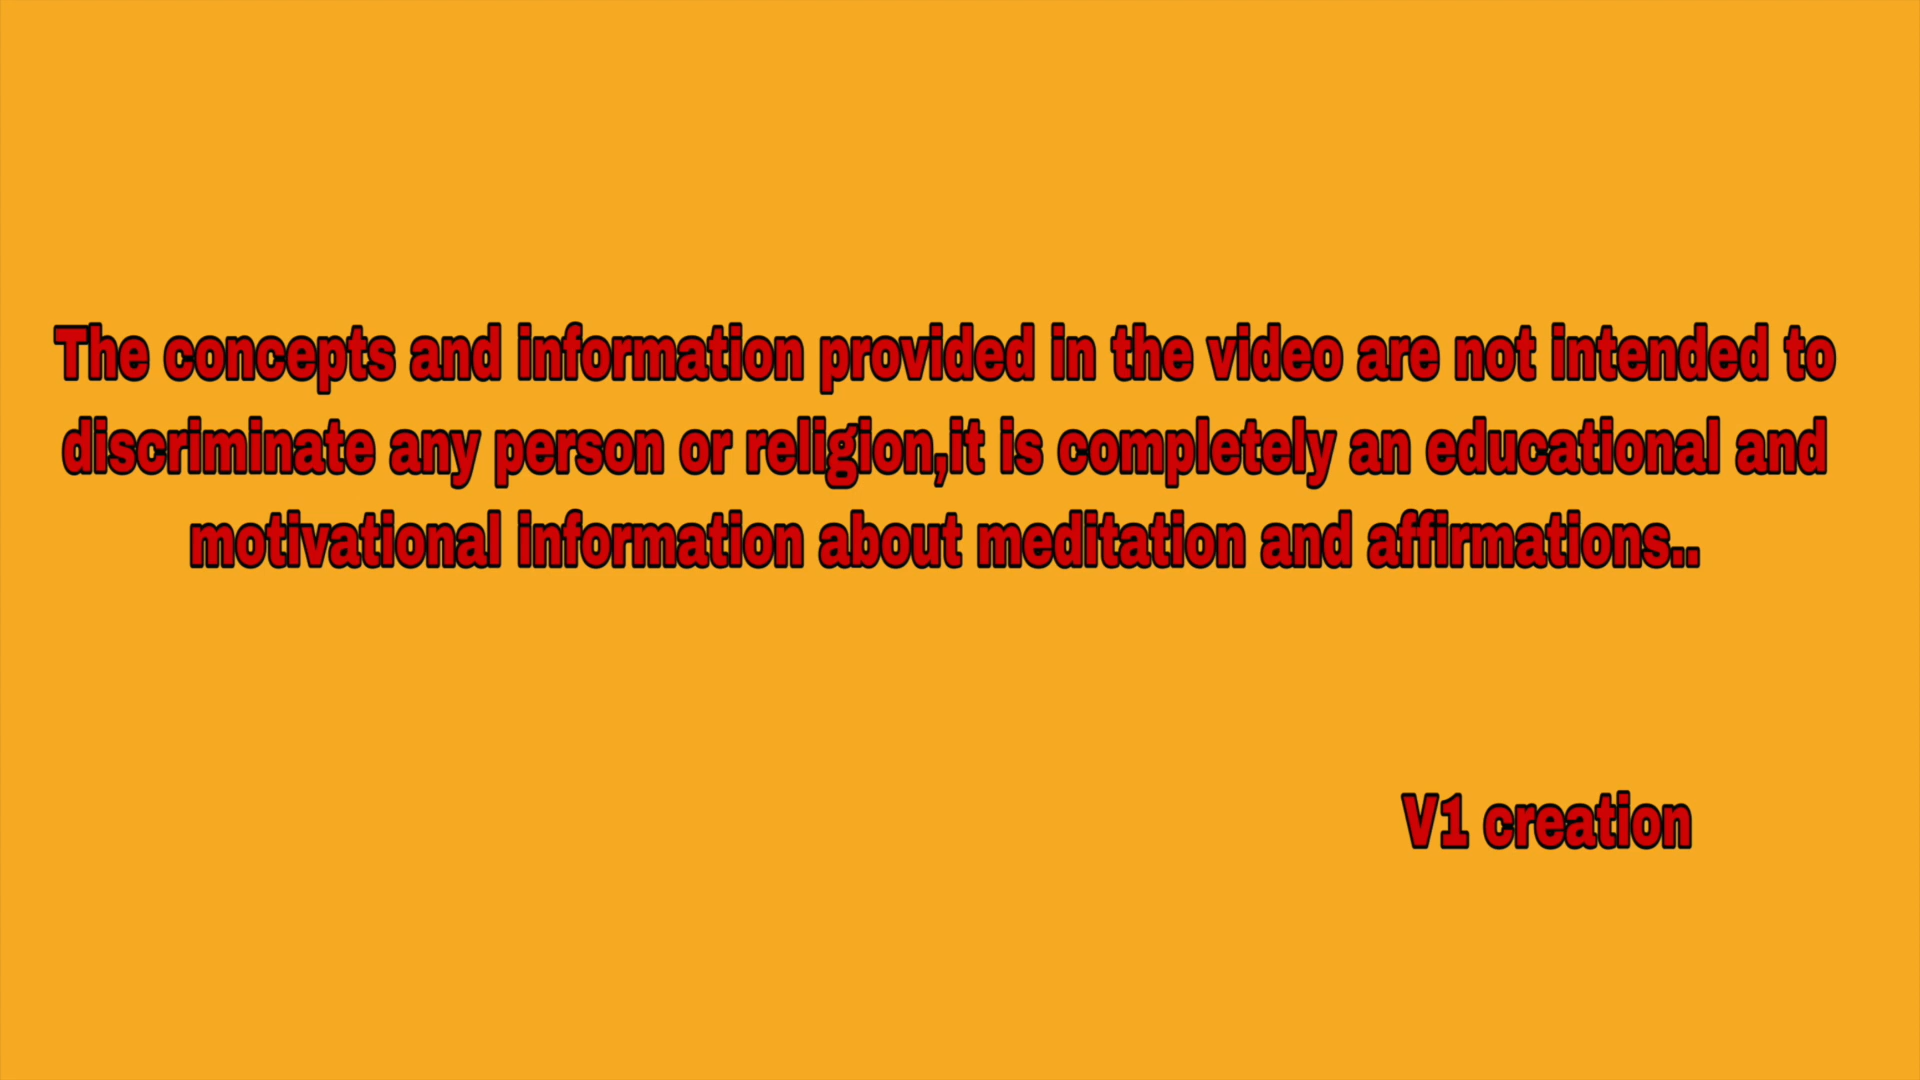 The concepts and information provided in the video are not intended to
discriminate any person or religion,it is completely an educational and
motivational information about meditation and affirmations..
V1 creation